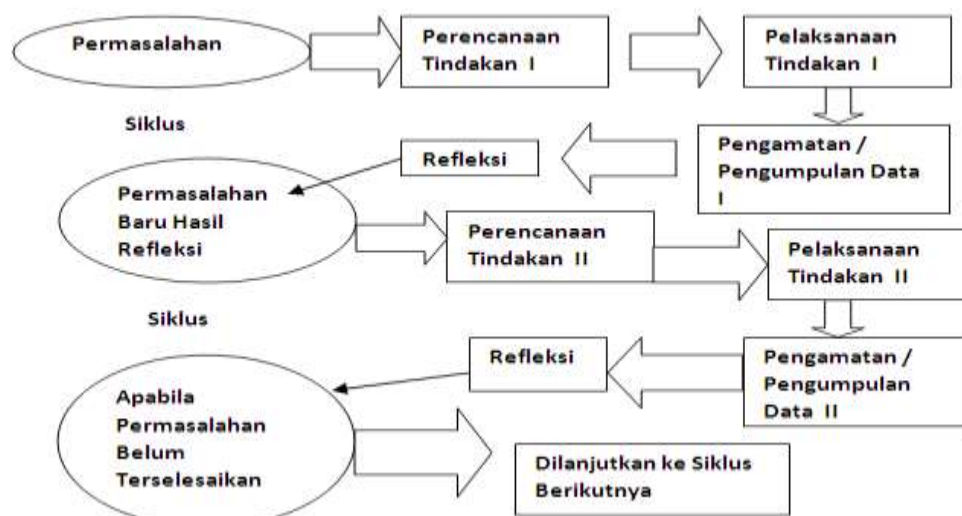 Permasalahan
Perencanaan
Tindakan I
Pelaksanaan
Tindakan I
Siklus
Pengamatan /
Pengumpulan Data
I
Refleksi
Permasalahan
Baru Hasil
Refleksi
Perencanaan
Tindakan II
Pelaksanaan
Tindakan II
Siklus
Pengamatan /
Pengumpulan
Data II
Refleksi
Apabila
Permasalahan
Belum
Terselesaikan
Dilanjutkan ke Siklus
Berikutnya